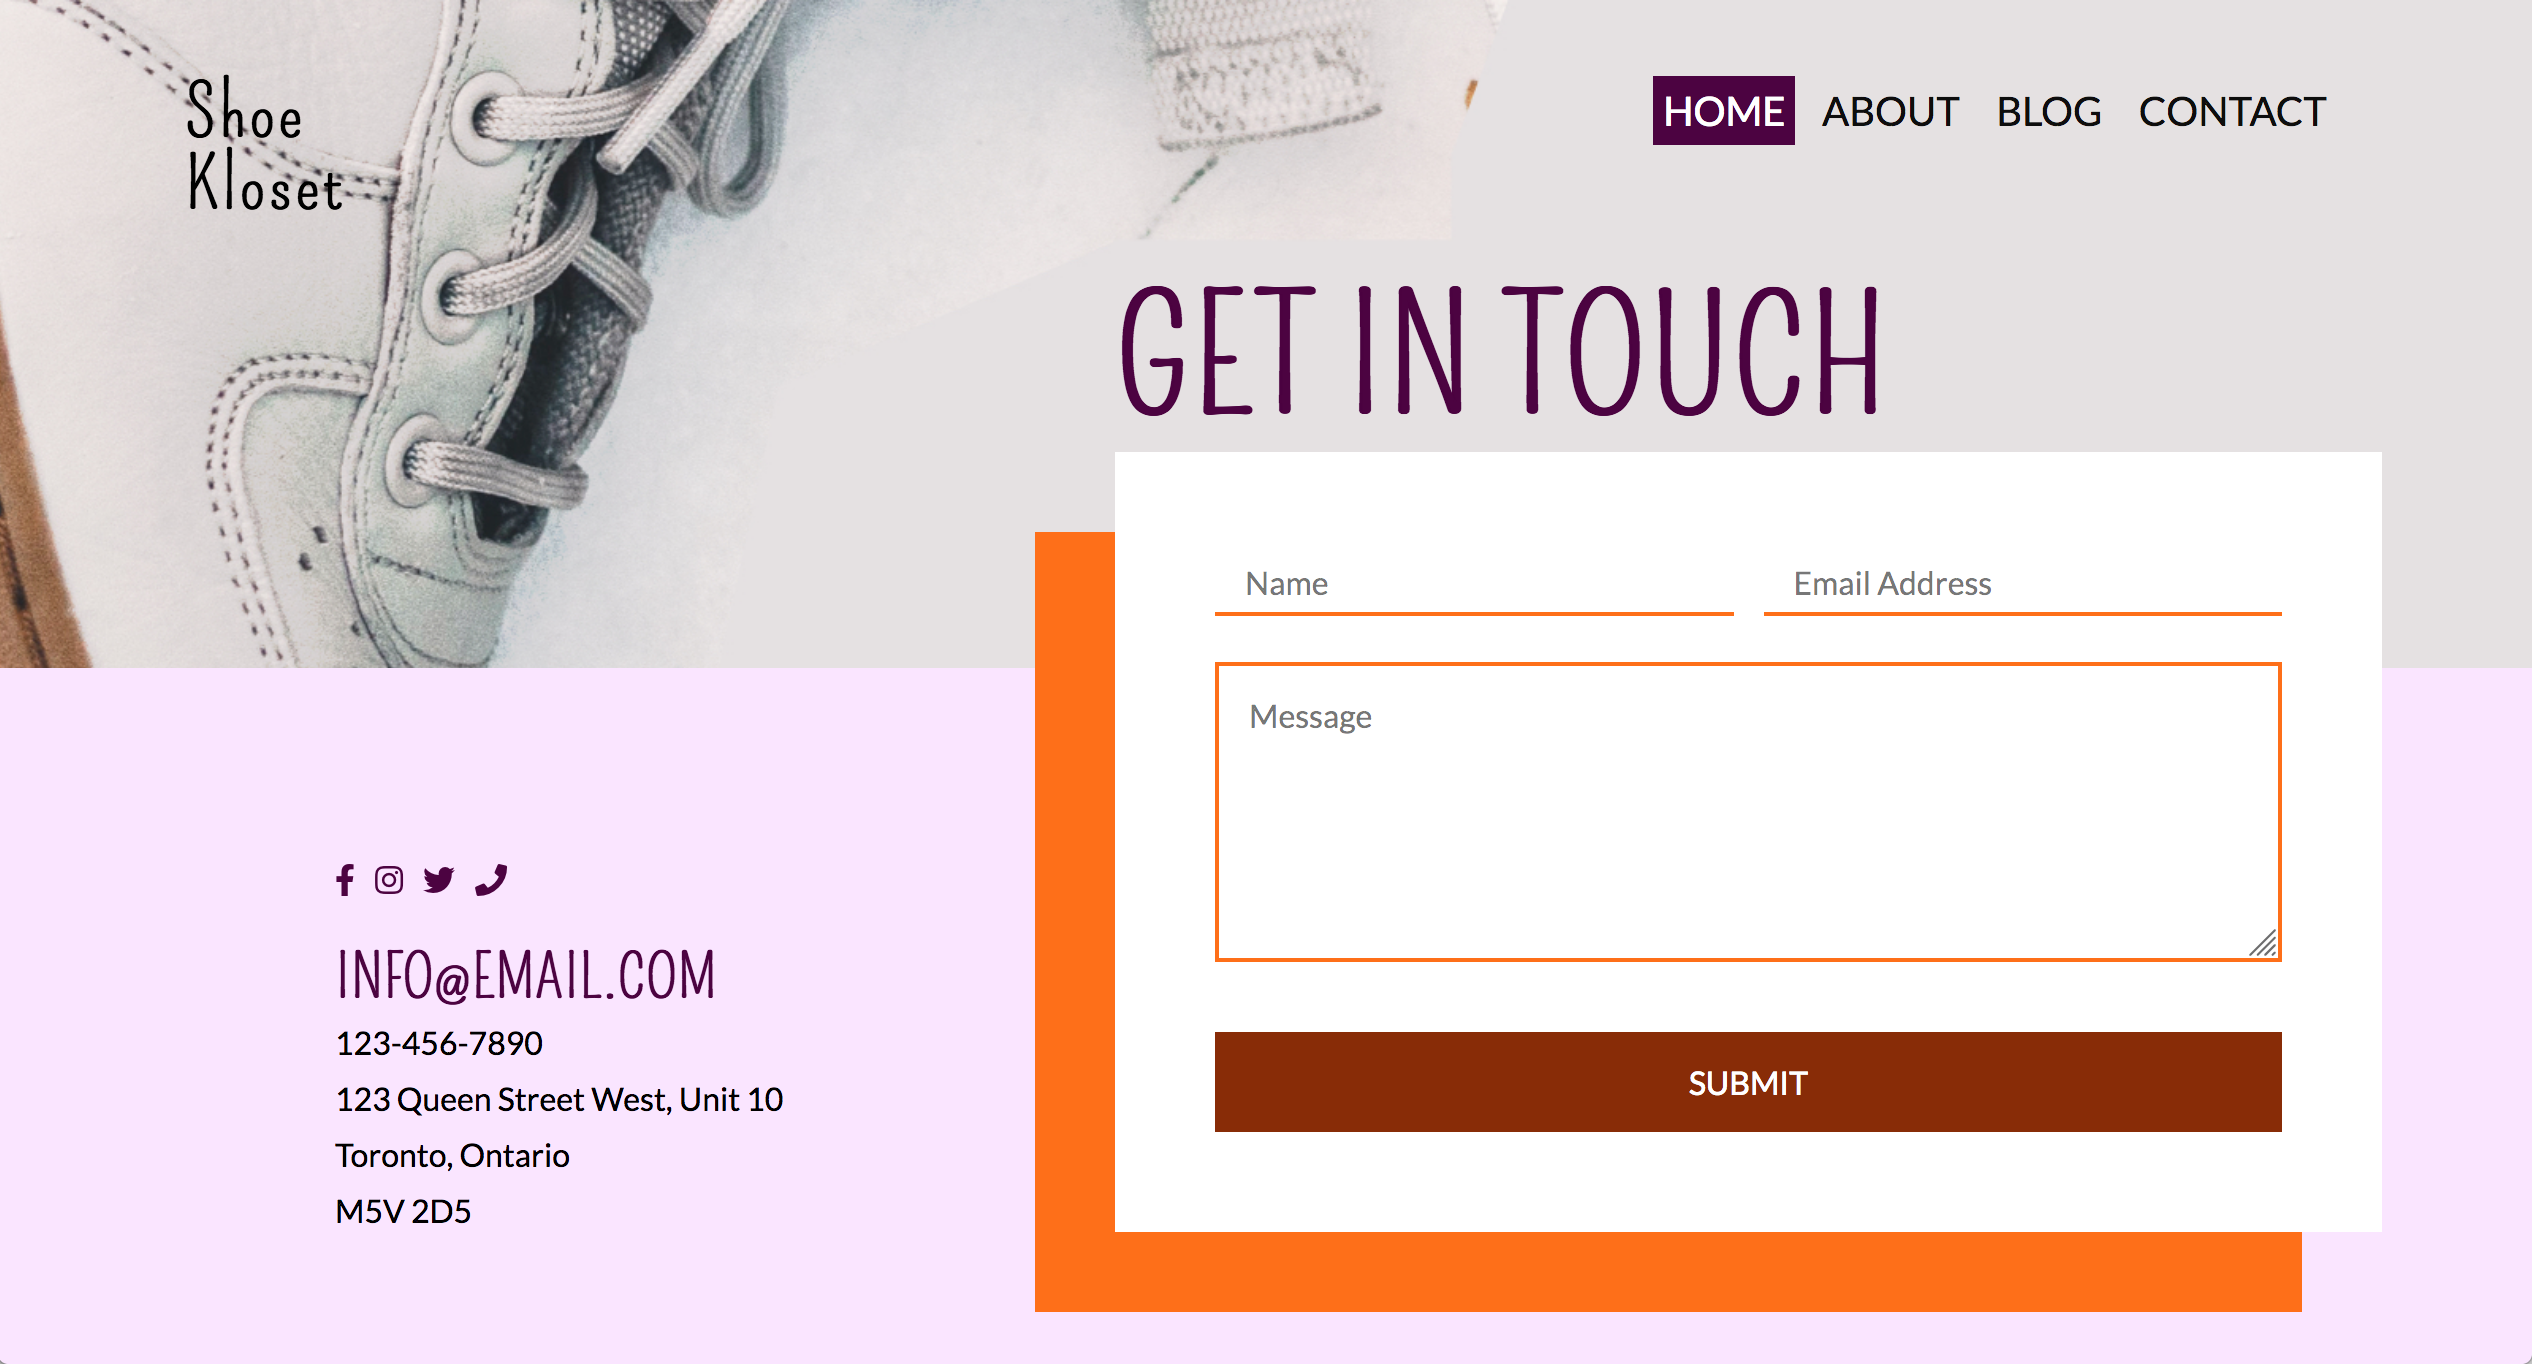 Shoe
Kloset
HOME ABOUT BLOG CONTACT
GET IN TOUCH
Name
Email Address
Message
SUBMIT
INFO@EMAIL.COM
123-456-7890
123 Queen Street West, Unit 10
Toronto, Ontario
M5V 2D5